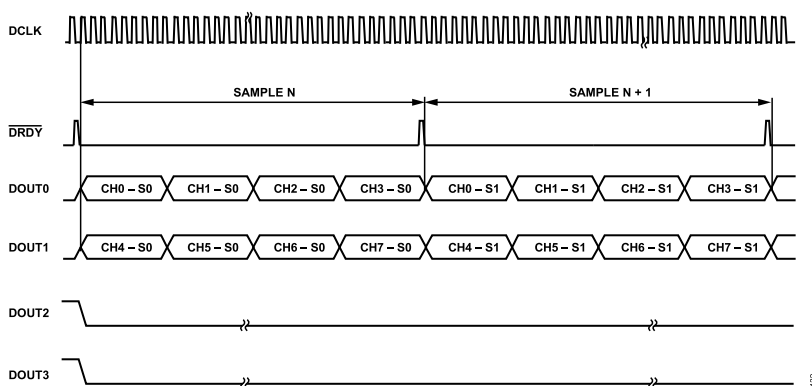 DCLK
SAMPLE N SAMPLE N + 1
DRDY
DOUT0 CH0 – S0 CH1 – S0 CH2 – S0 CH3 – S0 CH0 – S1 CH1 – S1 CH2 – S1 CH3 – S1
DOUT1 CH4 – S0 CH5 – S0 CH6 – S0 CH7 – S0 CH4 – S1 CH5 – S1 CH6 – S1 CH7 – S1
DOUT2
DOUT3